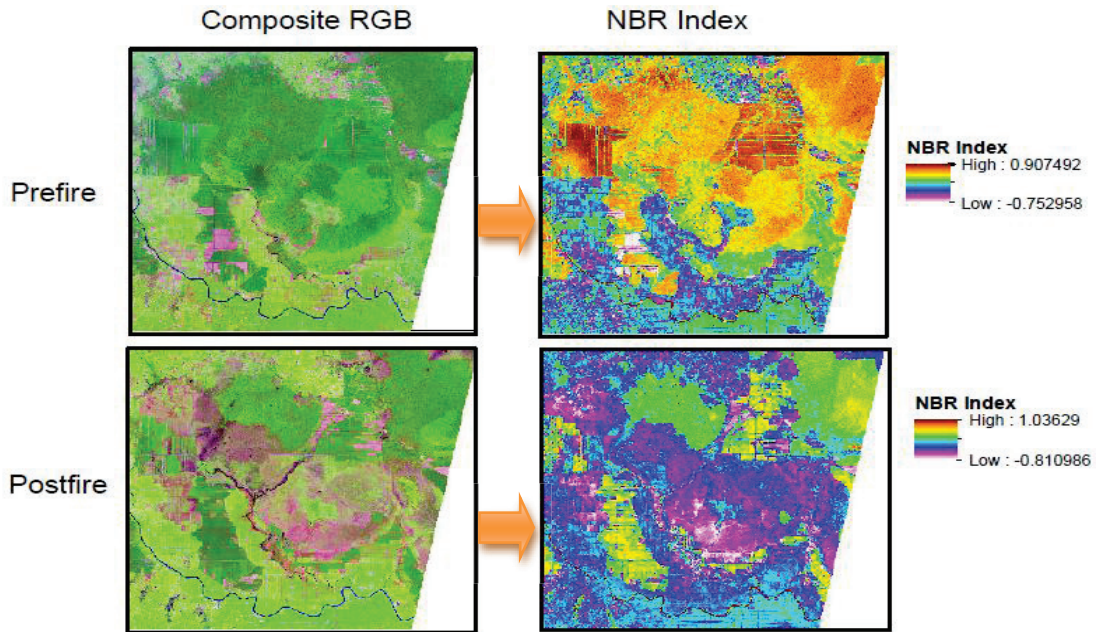 Composite RGB
NBR Index
Prefire
NBR Index
High : 0.907492
Low : -0.752958
Postfire
NBR Index
High : 1.03629
Low : -0.810986